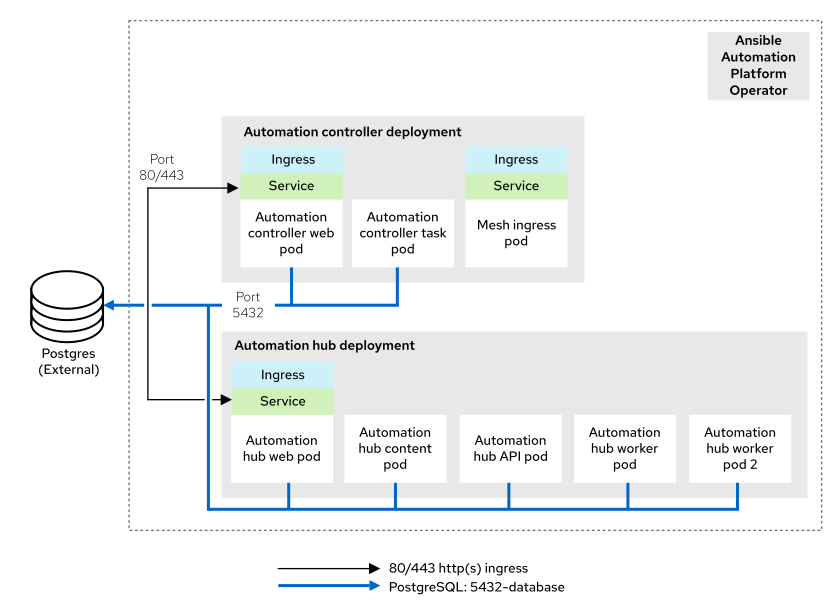 Ansible
Automation
Platform
Operator
Automation controller deployment
Port
80/443
Ingress
Service
Automation
controller web
pod
Automation
controller task
pod
Ingress
Service
Mesh ingress
pod
Port
5432
Postgres
(External)
Automation hub deployment
Ingress
Service
Automation
hub web pod
Automation
hub content
pod
Automation
hub API pod
Automation
hub worker
pod
Automation
hub worker
pod 2
80/443 http(s) ingress
PostgreSQL: 5432-database